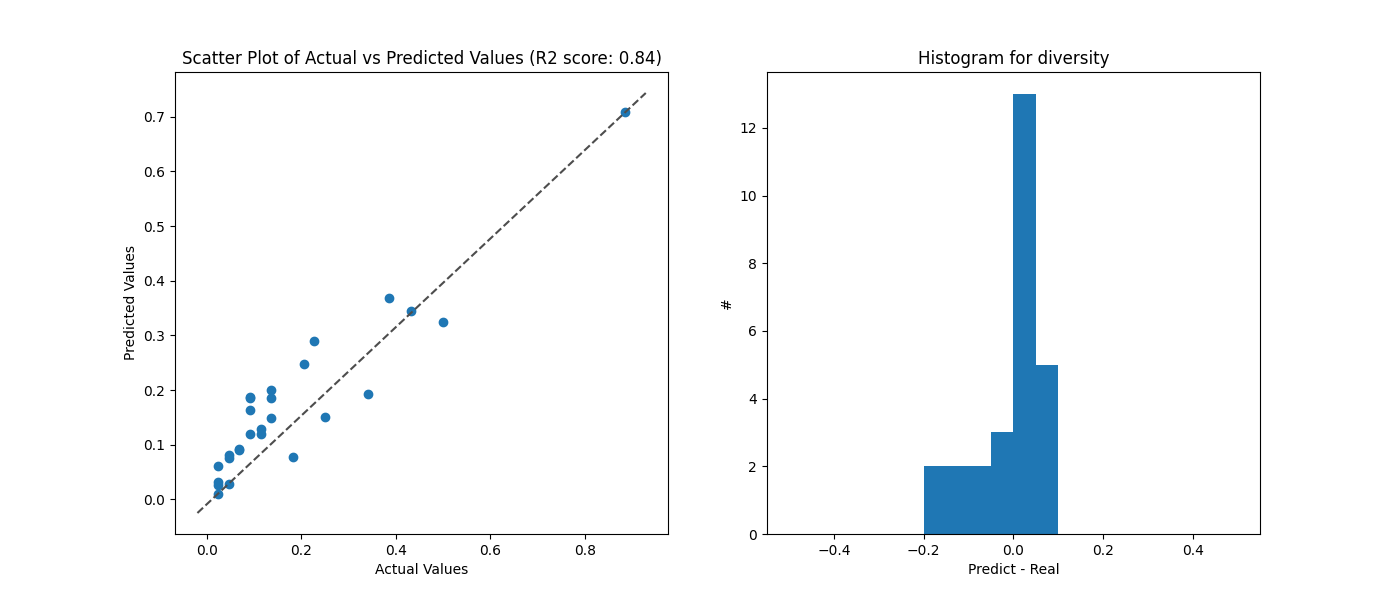 Scatter Plot of Actual vs Predicted Values (R2 score: 0.84)
Predicted Values
0.7
0.6
0.5
0.4
0.3
0.2
0.1
0.0
0.0 0.2 0.4 0.6 0.8
Actual Values
Histogram for diversity
#
12
10
8
6
4
2
0
−0.4 −0.2 0.0 0.2 0.4
Predict - Real